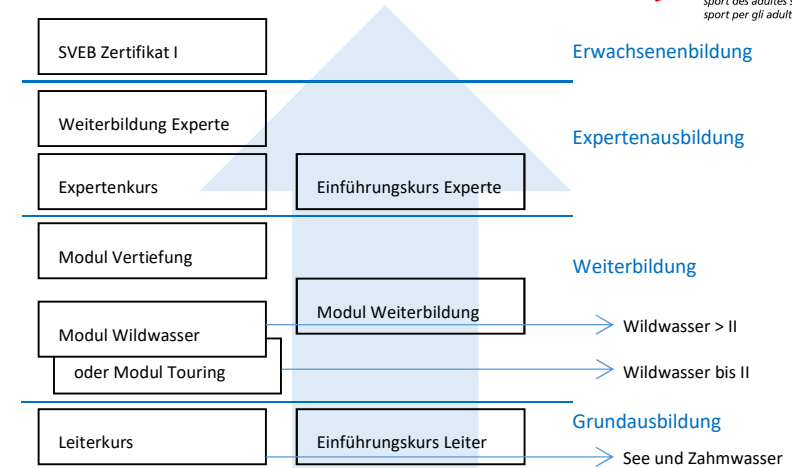 sport des adultes s
sport per gli adult
SVEB Zertifikat I
Erwachsenenbildung
Weiterbildung Experte
Expertenausbildung
Expertenkurs
Einführungskurs Experte
Modul Vertiefung
Weiterbildung
Modul Weiterbildung
Modul Wildwasser
Wildwasser > II
oder Modul Touring
Wildwasser bis II
Grundausbildung
Leiterkurs
Einführungskurs Leiter
See und Zahmwasser